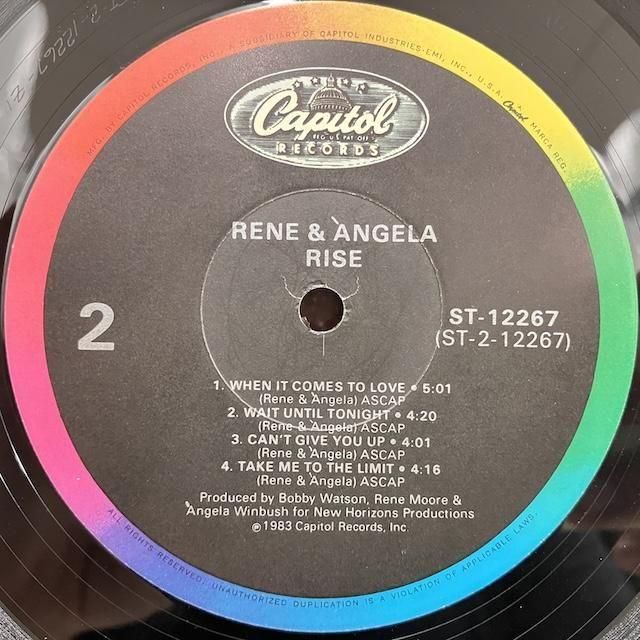 MFG. BY CAPITOL RECORDS, INC., A SUBSIDIARY OF CAPITOL INDUSTRIES-EMI, INC., U.S.A. Capitol MARCA REG.
Capitol
REG. U.S. PAT. OFF.
RECORDS
RENE & ANGELA
RISE
2
ST-12267
(ST-2-12267)
1. WHEN IT COMES TO LOVE • 5:01
(Rene & Angela) ASCAP
2. WAIT UNTIL TONIGHT • 4:20
(Rene & Angela) ASCAP
3. CAN'T GIVE YOU UP • 4:01
(Rene & Angela) ASCAP
4. TAKE ME TO THE LIMIT • 4:16
(Rene & Angela) ASCAP
Produced by Bobby Watson, Rene Moore &
Angela Winbush for New Horizons Productions
℗1983 Capitol Records, Inc.
ALL RIGHTS RESERVED. UNAUTHORIZED DUPLICATION IS A VIOLATION OF APPLICABLE LAWS.